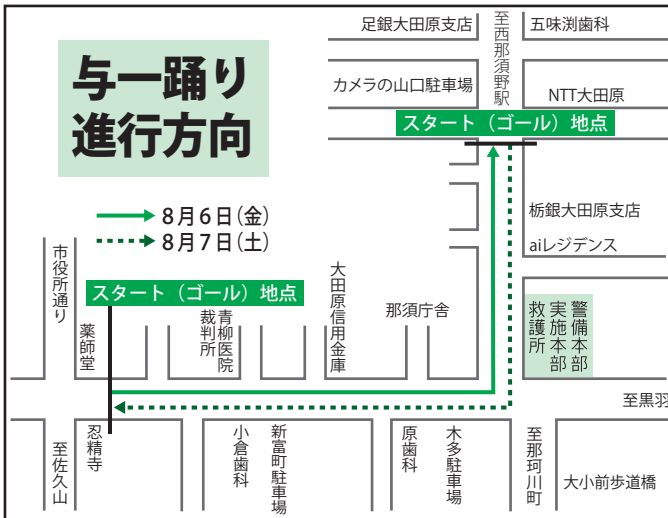 与一踊り
進行方向
8月6日(金)
8月7日(土)
足銀大田原支店
至西那須野駅
五味渕歯科
カメラの山口駐車場
NTT大田原
スタート（ゴール）地点
栃銀大田原支店
aiレジデンス
市役所通り
スタート（ゴール）地点
薬師堂
青柳医院
裁判所
大田原信用金庫
那須庁舎
警備本部
実施本部
救護所
至黒羽
至佐久山
忍精寺
小倉歯科
新富町駐車場
原歯科
木多駐車場
至那珂川町
大小前歩道橋